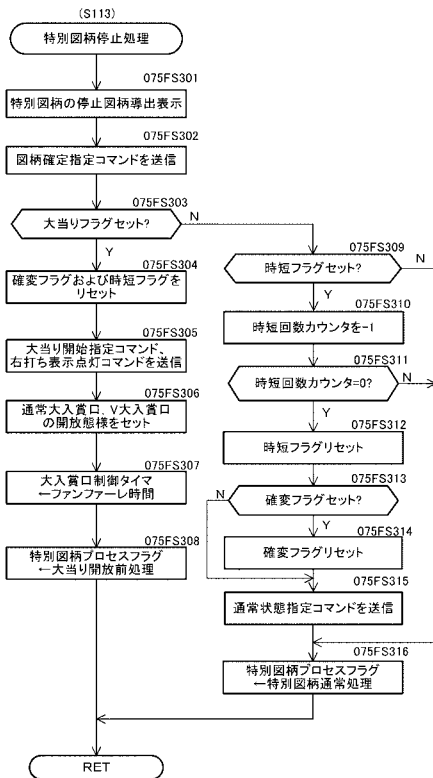 (S113)
特別図柄停止処理
075FS301
特別図柄の停止図柄導出表示
075FS302
図柄確定指定コマンドを送信
075FS303
大当りフラグセット?
N
Y
075FS304
確変フラグおよび時短フラグを
リセット
075FS305
大当り開始指定コマンド、
右打ち表示点灯コマンドを送信
075FS306
通常大入賞口、V大入賞口
の開放態様をセット
075FS307
大入賞口制御タイマ
←ファンファーレ時間
075FS308
特別図柄プロセスフラグ
←大当り開放前処理
075FS309
時短フラグセット?
N
Y
075FS310
時短回数カウンタを-1
075FS311
時短回数カウンタ=0?
N
Y
075FS312
時短フラグリセット
075FS313
確変フラグセット?
N
Y
075FS314
確変フラグリセット
075FS315
通常状態指定コマンドを送信
075FS316
特別図柄プロセスフラグ
←特別図柄通常処理
RET